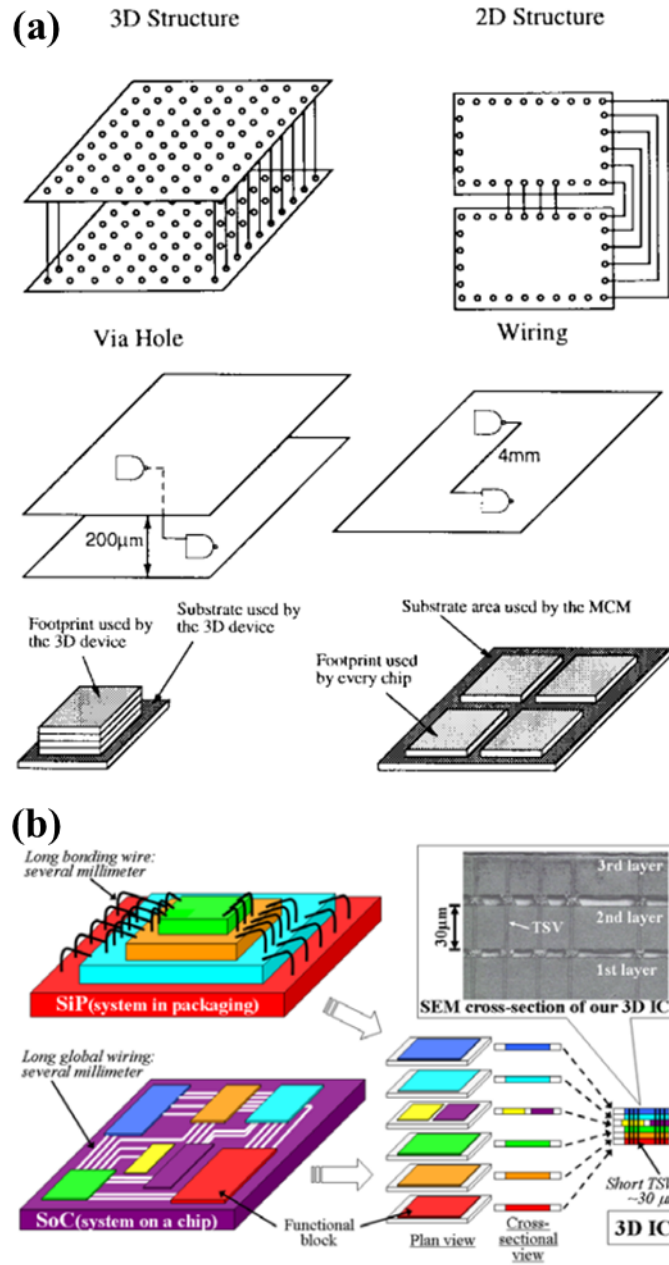 (a)
3D Structure
2D Structure
Via Hole
Wiring
200μm
4mm
Footprint used by
the 3D device
Substrate used by
the 3D device
Substrate area used by the MCM
Footprint used
by every chip
(b)
Long bonding wire:
several millimeter
SiP(system in packaging)
3rd layer
30μm
TSV
2nd layer
1st layer
SEM cross-section of our 3D IC
Long global wiring:
several millimeter
SoC(system on a chip)
Functional
block
Plan view
Cross-
sectional
view
Short TSV
~30 μ
3D IC